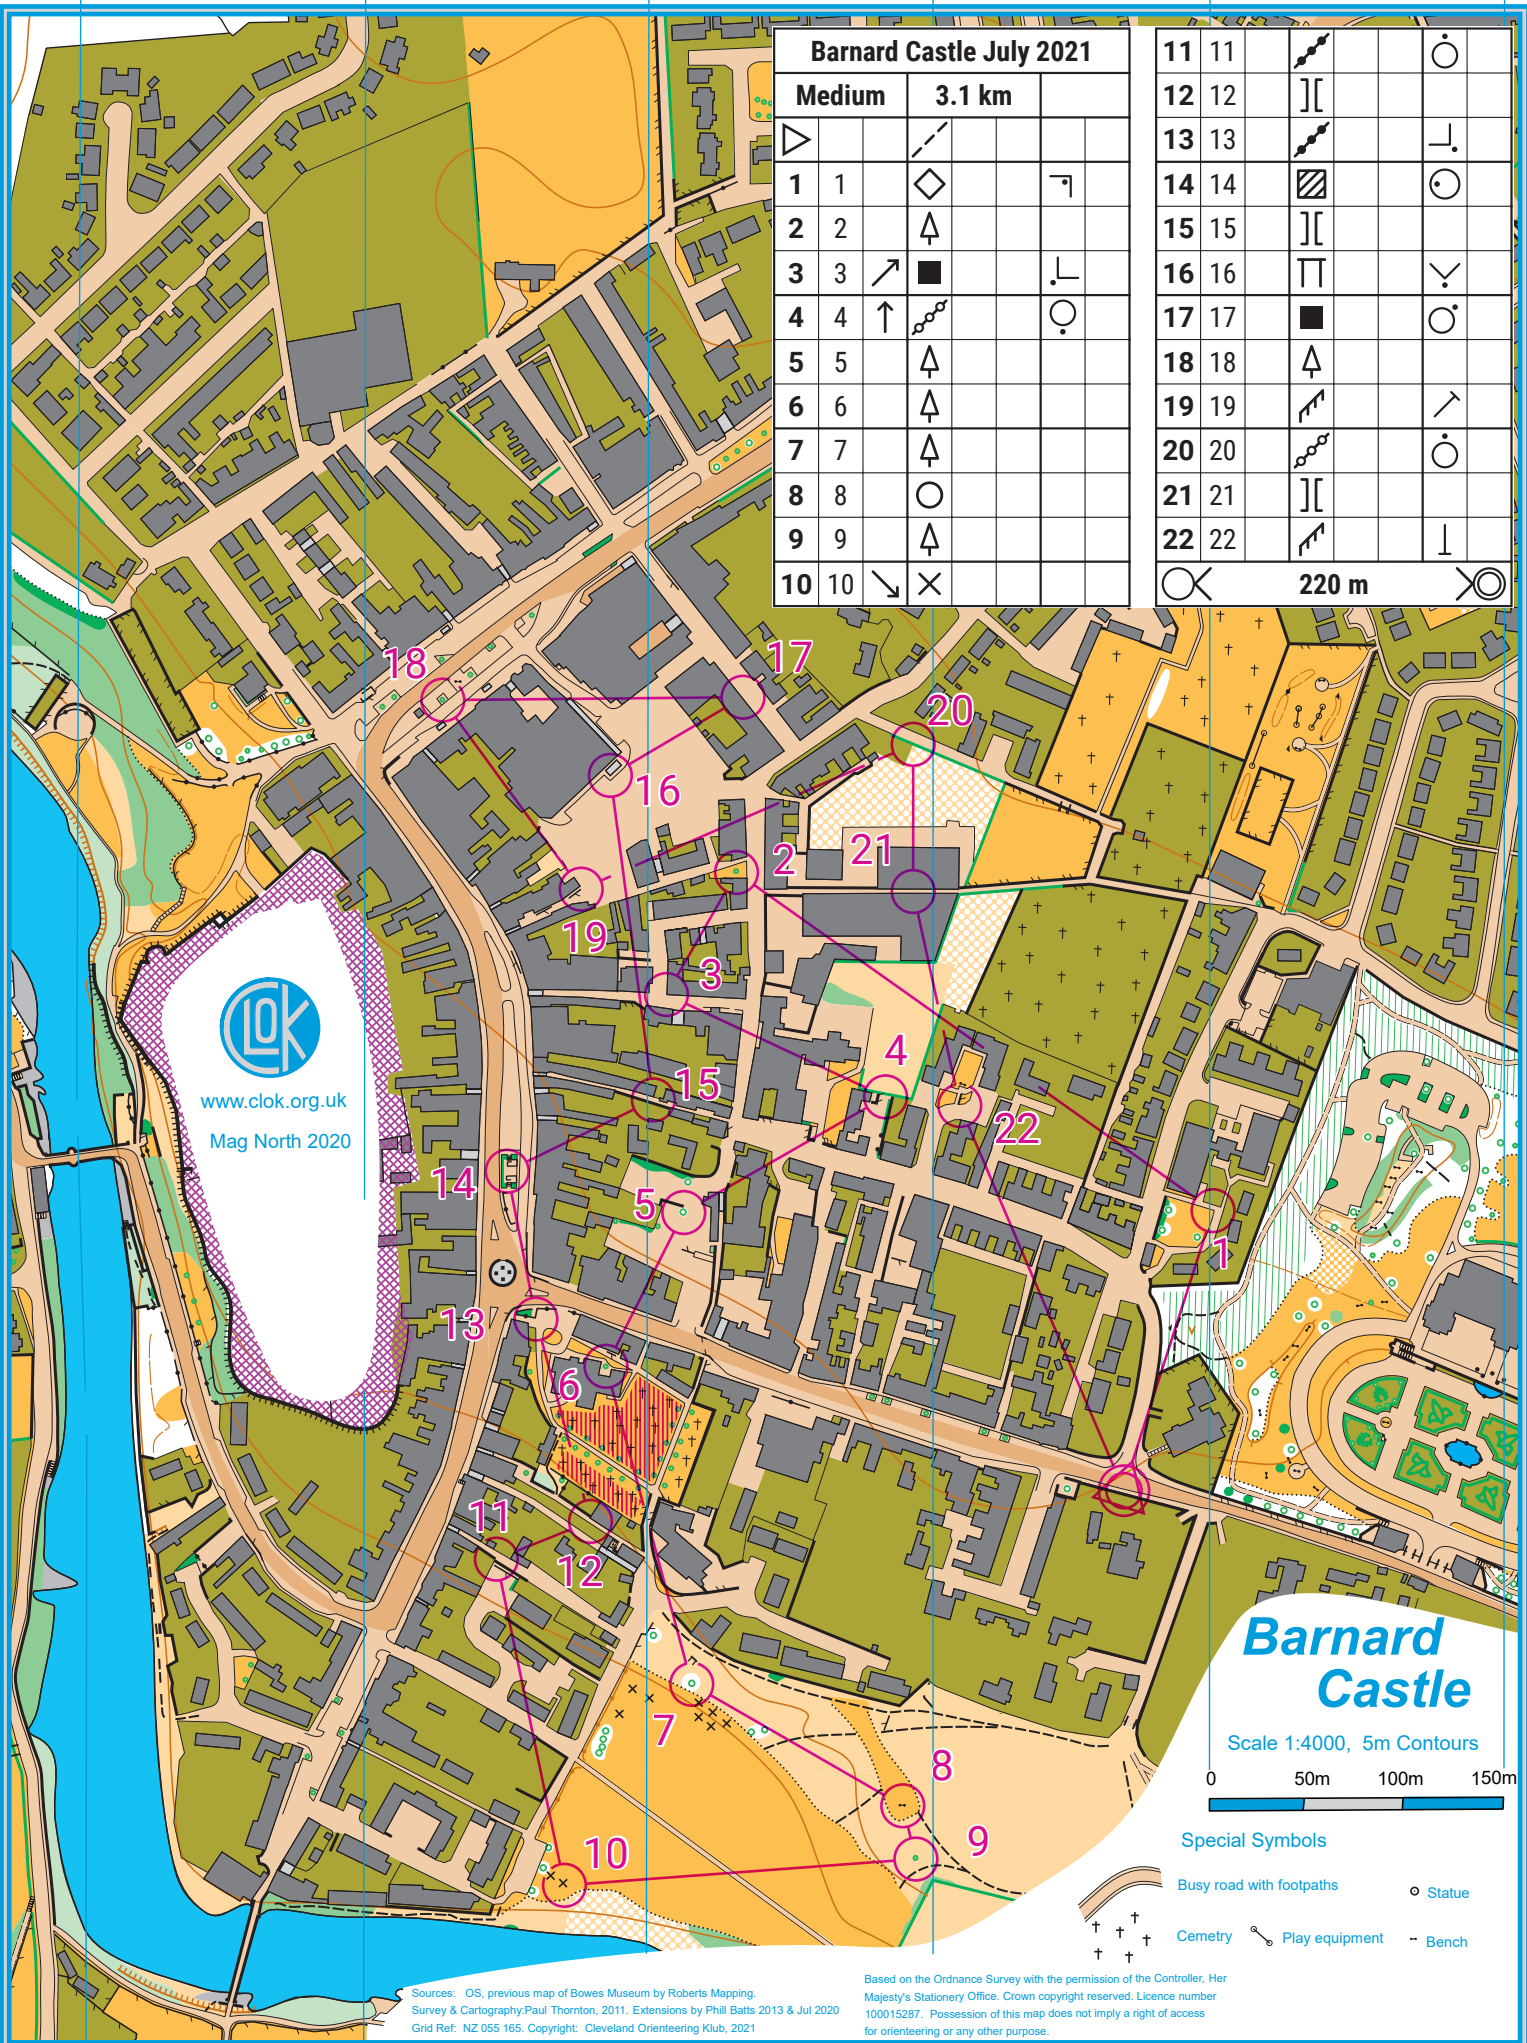 Barnard Castle July 2021
Medium 3.1 km
1 1
2 2
3 3
4 4
5 5
6 6
7 7
8 8
9 9
10 10
11 11
12 12
13 13
14 14
15 15
16 16
17 17
18 18
19 19
20 20
21 21
22 22
220 m
18
17
20
16
2
21
19
3
4
15
22
14
5
1
13
6
11
12
7
8
9
10
CLOK
www.clok.org.uk
Mag North 2020
Barnard
Castle
Scale 1:4000, 5m Contours
0 50m 100m 150m
Special Symbols
Busy road with footpaths
Statue
Cemetry
Play equipment
Bench
Sources: OS, previous map of Bowes Museum by Roberts Mapping.
Survey & Cartography:Paul Thornton, 2011. Extensions by Phill Batts 2013 & Jul 2020
Grid Ref: NZ 055 165. Copyright: Cleveland Orienteering Klub, 2021
Based on the Ordnance Survey with the permission of the Controller, Her
Majesty's Stationery Office. Crown copyright reserved. Licence number
100015287. Possession of this map does not imply a right of access
for orienteering or any other purpose.